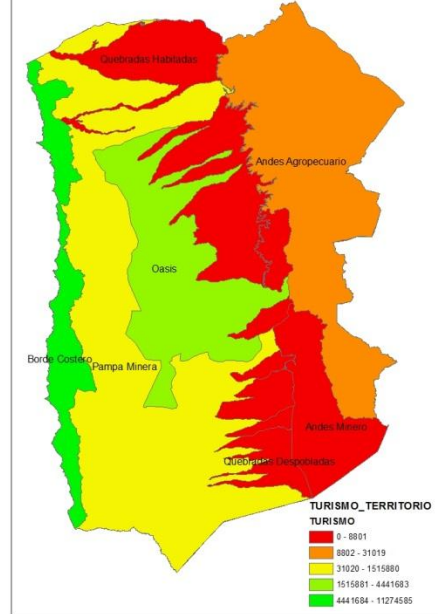 Quebradas Habitadas
Andes Agropecuario
Oasis
Borde Costero
Pampa Minera
Andes Minero
Quebradas Despobladas
TURISMO_TERRITORIO
TURISMO
0 - 8801
8802 - 31019
31020 - 1515880
1515881 - 4441683
4441684 - 11274585